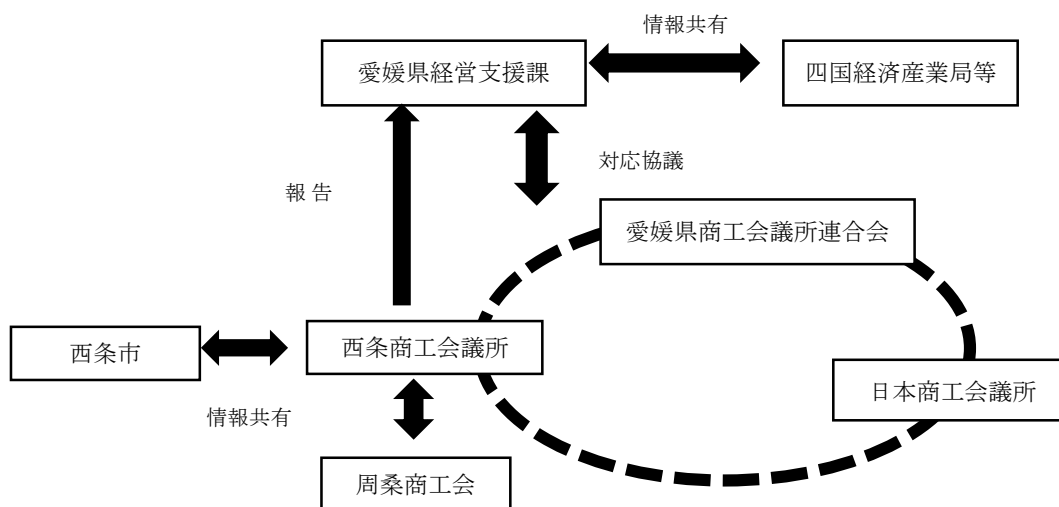 情報共有
愛媛県経営支援課
四国経済産業局等
対応協議
報 告
愛媛県商工会議所連合会
西条市
西条商工会議所
日本商工会議所
情報共有
周桑商工会